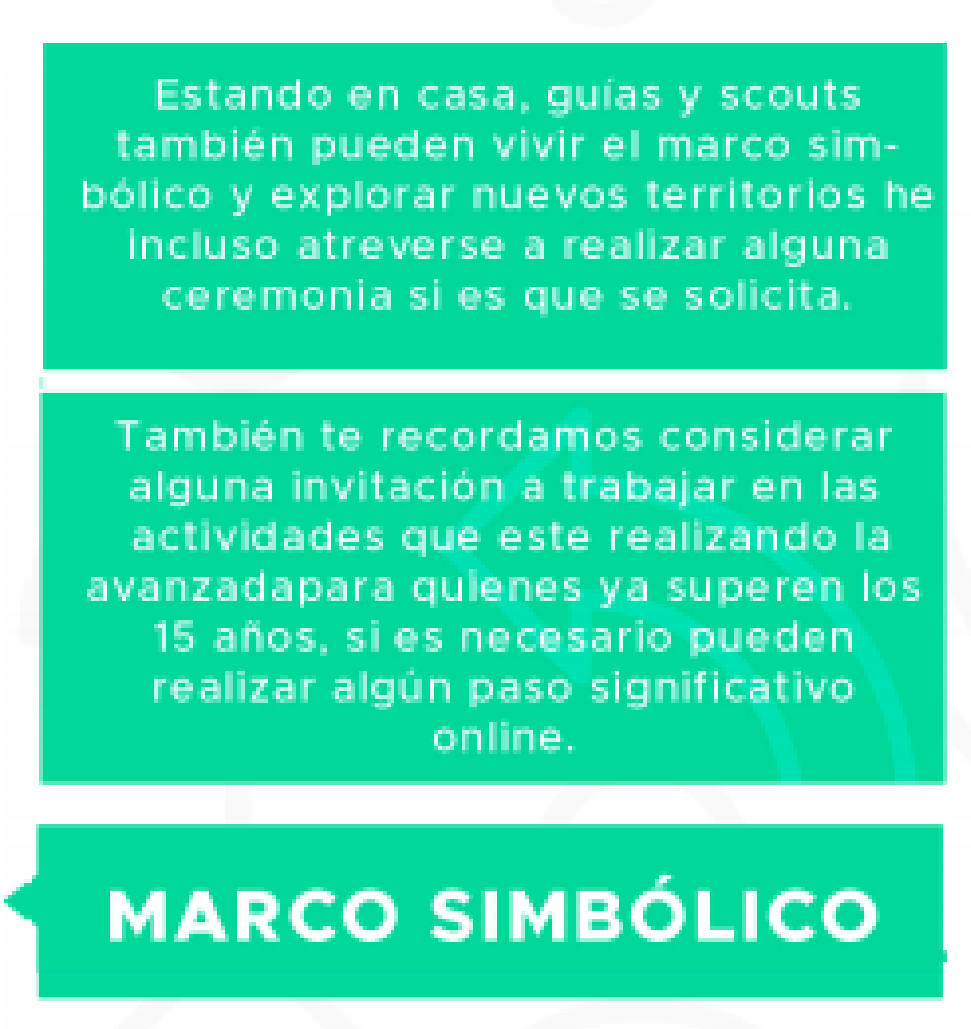 Estando en casa, guías y scouts
también pueden vivir el marco sim-
bólico y explorar nuevos territorios he
incluso atreverse a realizar alguna
ceremonia si es que se solicita.
También te recordamos considerar
alguna invitación a trabajar en las
actividades que este realizando la
avanzadapara quienes ya superen los
15 años, si es necesario pueden
realizar algún paso significativo
online.
MARCO SIMBÓLICO